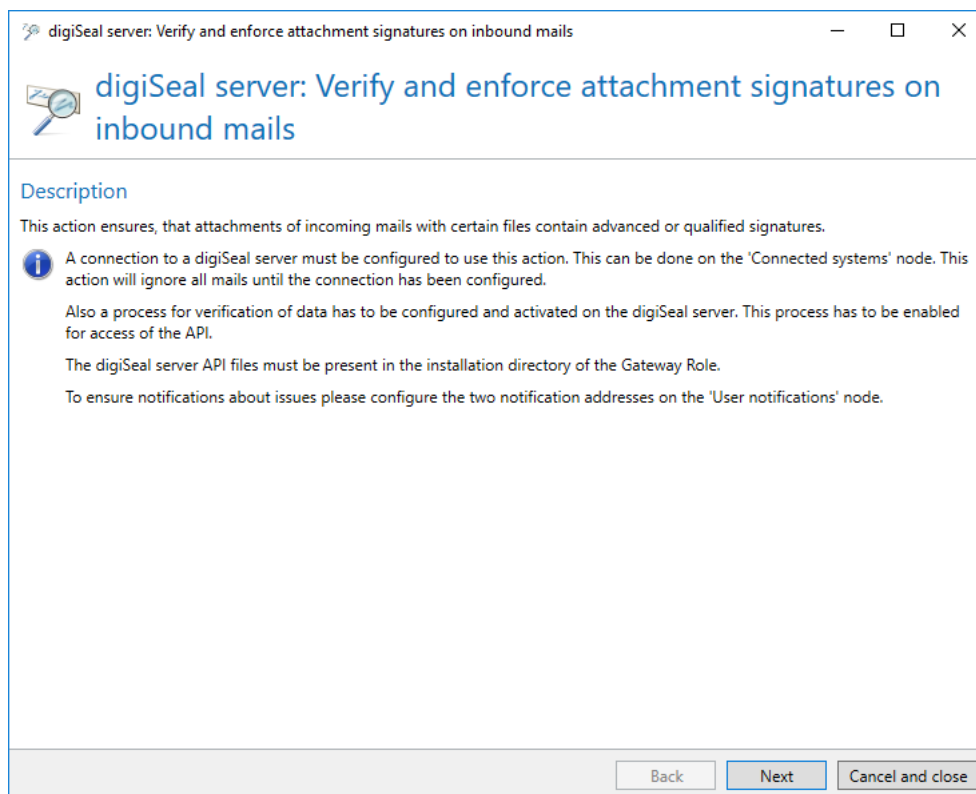 digiSeal server: Verify and enforce attachment signatures on inbound mails
digiSeal server: Verify and enforce attachment signatures on
inbound mails
Description
This action ensures, that attachments of incoming mails with certain files contain advanced or qualified signatures.
A connection to a digiSeal server must be configured to use this action. This can be done on the 'Connected systems' node. This
action will ignore all mails until the connection has been configured.
Also a process for verification of data has to be configured and activated on the digiSeal server. This process has to be enabled
for access of the API.
The digiSeal server API files must be present in the installation directory of the Gateway Role.
To ensure notifications about issues please configure the two notification addresses on the 'User notifications' node.
Back
Next
Cancel and close